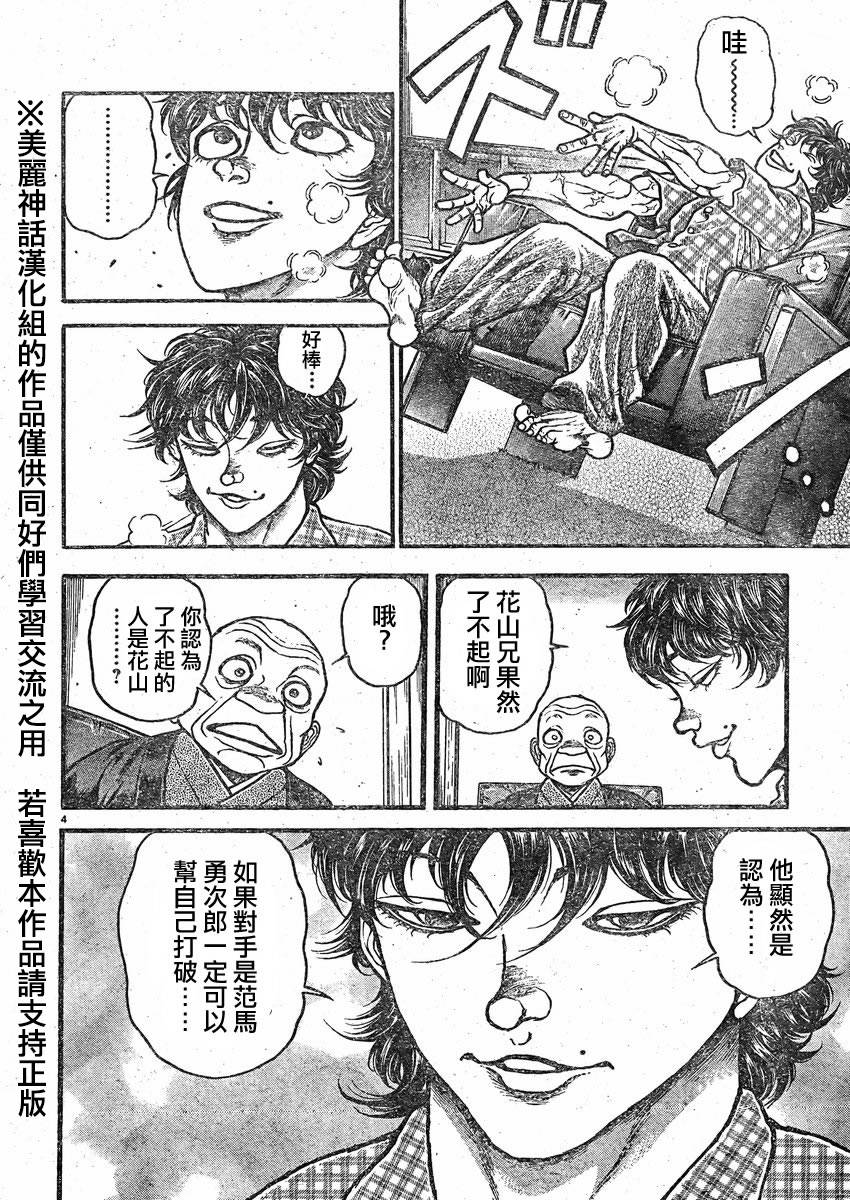 哇~~~~~~
ズ
…………
好棒…
花山兄果然
了不起啊
哦?
你認為
了不起的
人是花山
…………?
4
他顯然是
認為……
如果對手是范馬
勇次郎一定可以
幫自己打破……
※美麗神話漢化組的作品僅供同好們學習交流之用 若喜歡本作品請支持正版